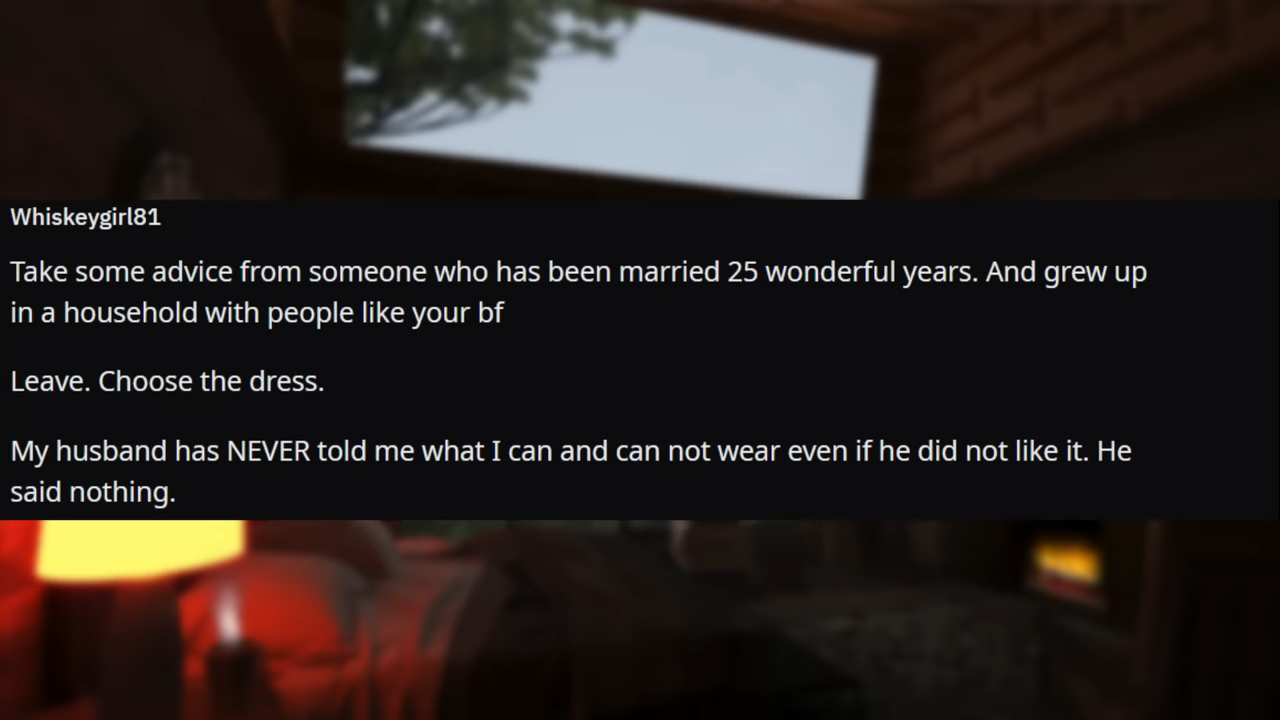 Whiskeygirl81
Take some advice from someone who has been married 25 wonderful years. And grew up
in a household with people like your bf
Leave. Choose the dress.
My husband has NEVER told me what I can and can not wear even if he did not like it. He
said nothing.